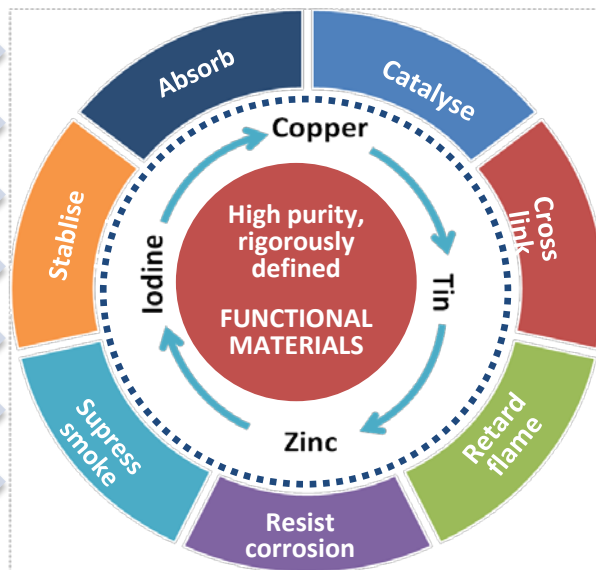 Absorb
Catalyse
Cross
link
Retard
flame
Resist
corrosion
Supress
smoke
Stablise
Copper
Tin
Zinc
Iodine
High purity,
rigorously
defined
FUNCTIONAL
MATERIALS